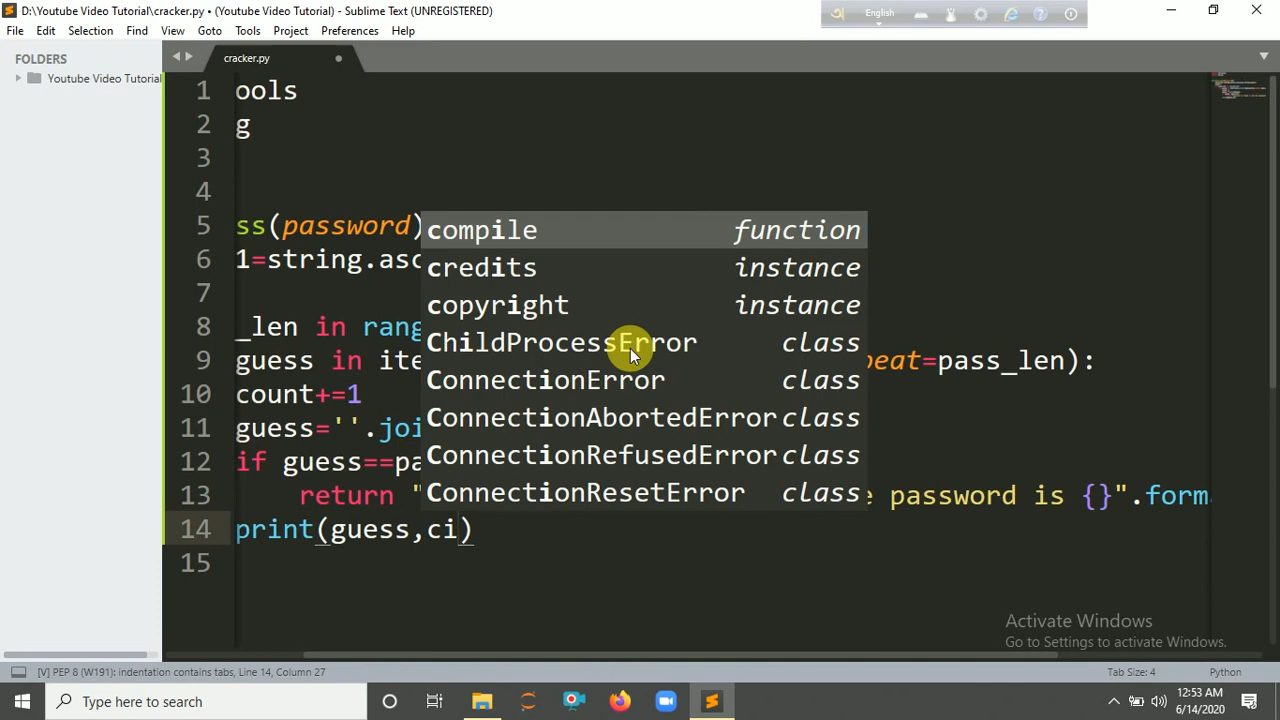 D:\Youtube Video Tutorial\cracker.py • (Youtube Video Tutorial) - Sublime Text (UNREGISTERED)
English
File Edit Selection Find View Goto Tools Project Preferences Help
FOLDERS
Youtube Video Tutorial
cracker.py
1 ools
2 g
3
4
5 ss(password)
6 1=string.asc
7
8 _len in rang
9 guess in ite peat=pass_len):
10 count+=1
11 guess=''.joi
12 if guess==pa
13 return " e password is {}".form
14 print(guess,ci)
15
compile function
credits instance
copyright instance
ChildProcessError class
ConnectionError class
ConnectionAbortedError class
ConnectionRefusedError class
ConnectionResetError class
Activate Windows
Go to Settings to activate Windows.
[V] PEP 8 (W191): indentation contains tabs, Line 14, Column 27
Tab Size: 4 Python
Type here to search
12:53 AM
6/14/2020